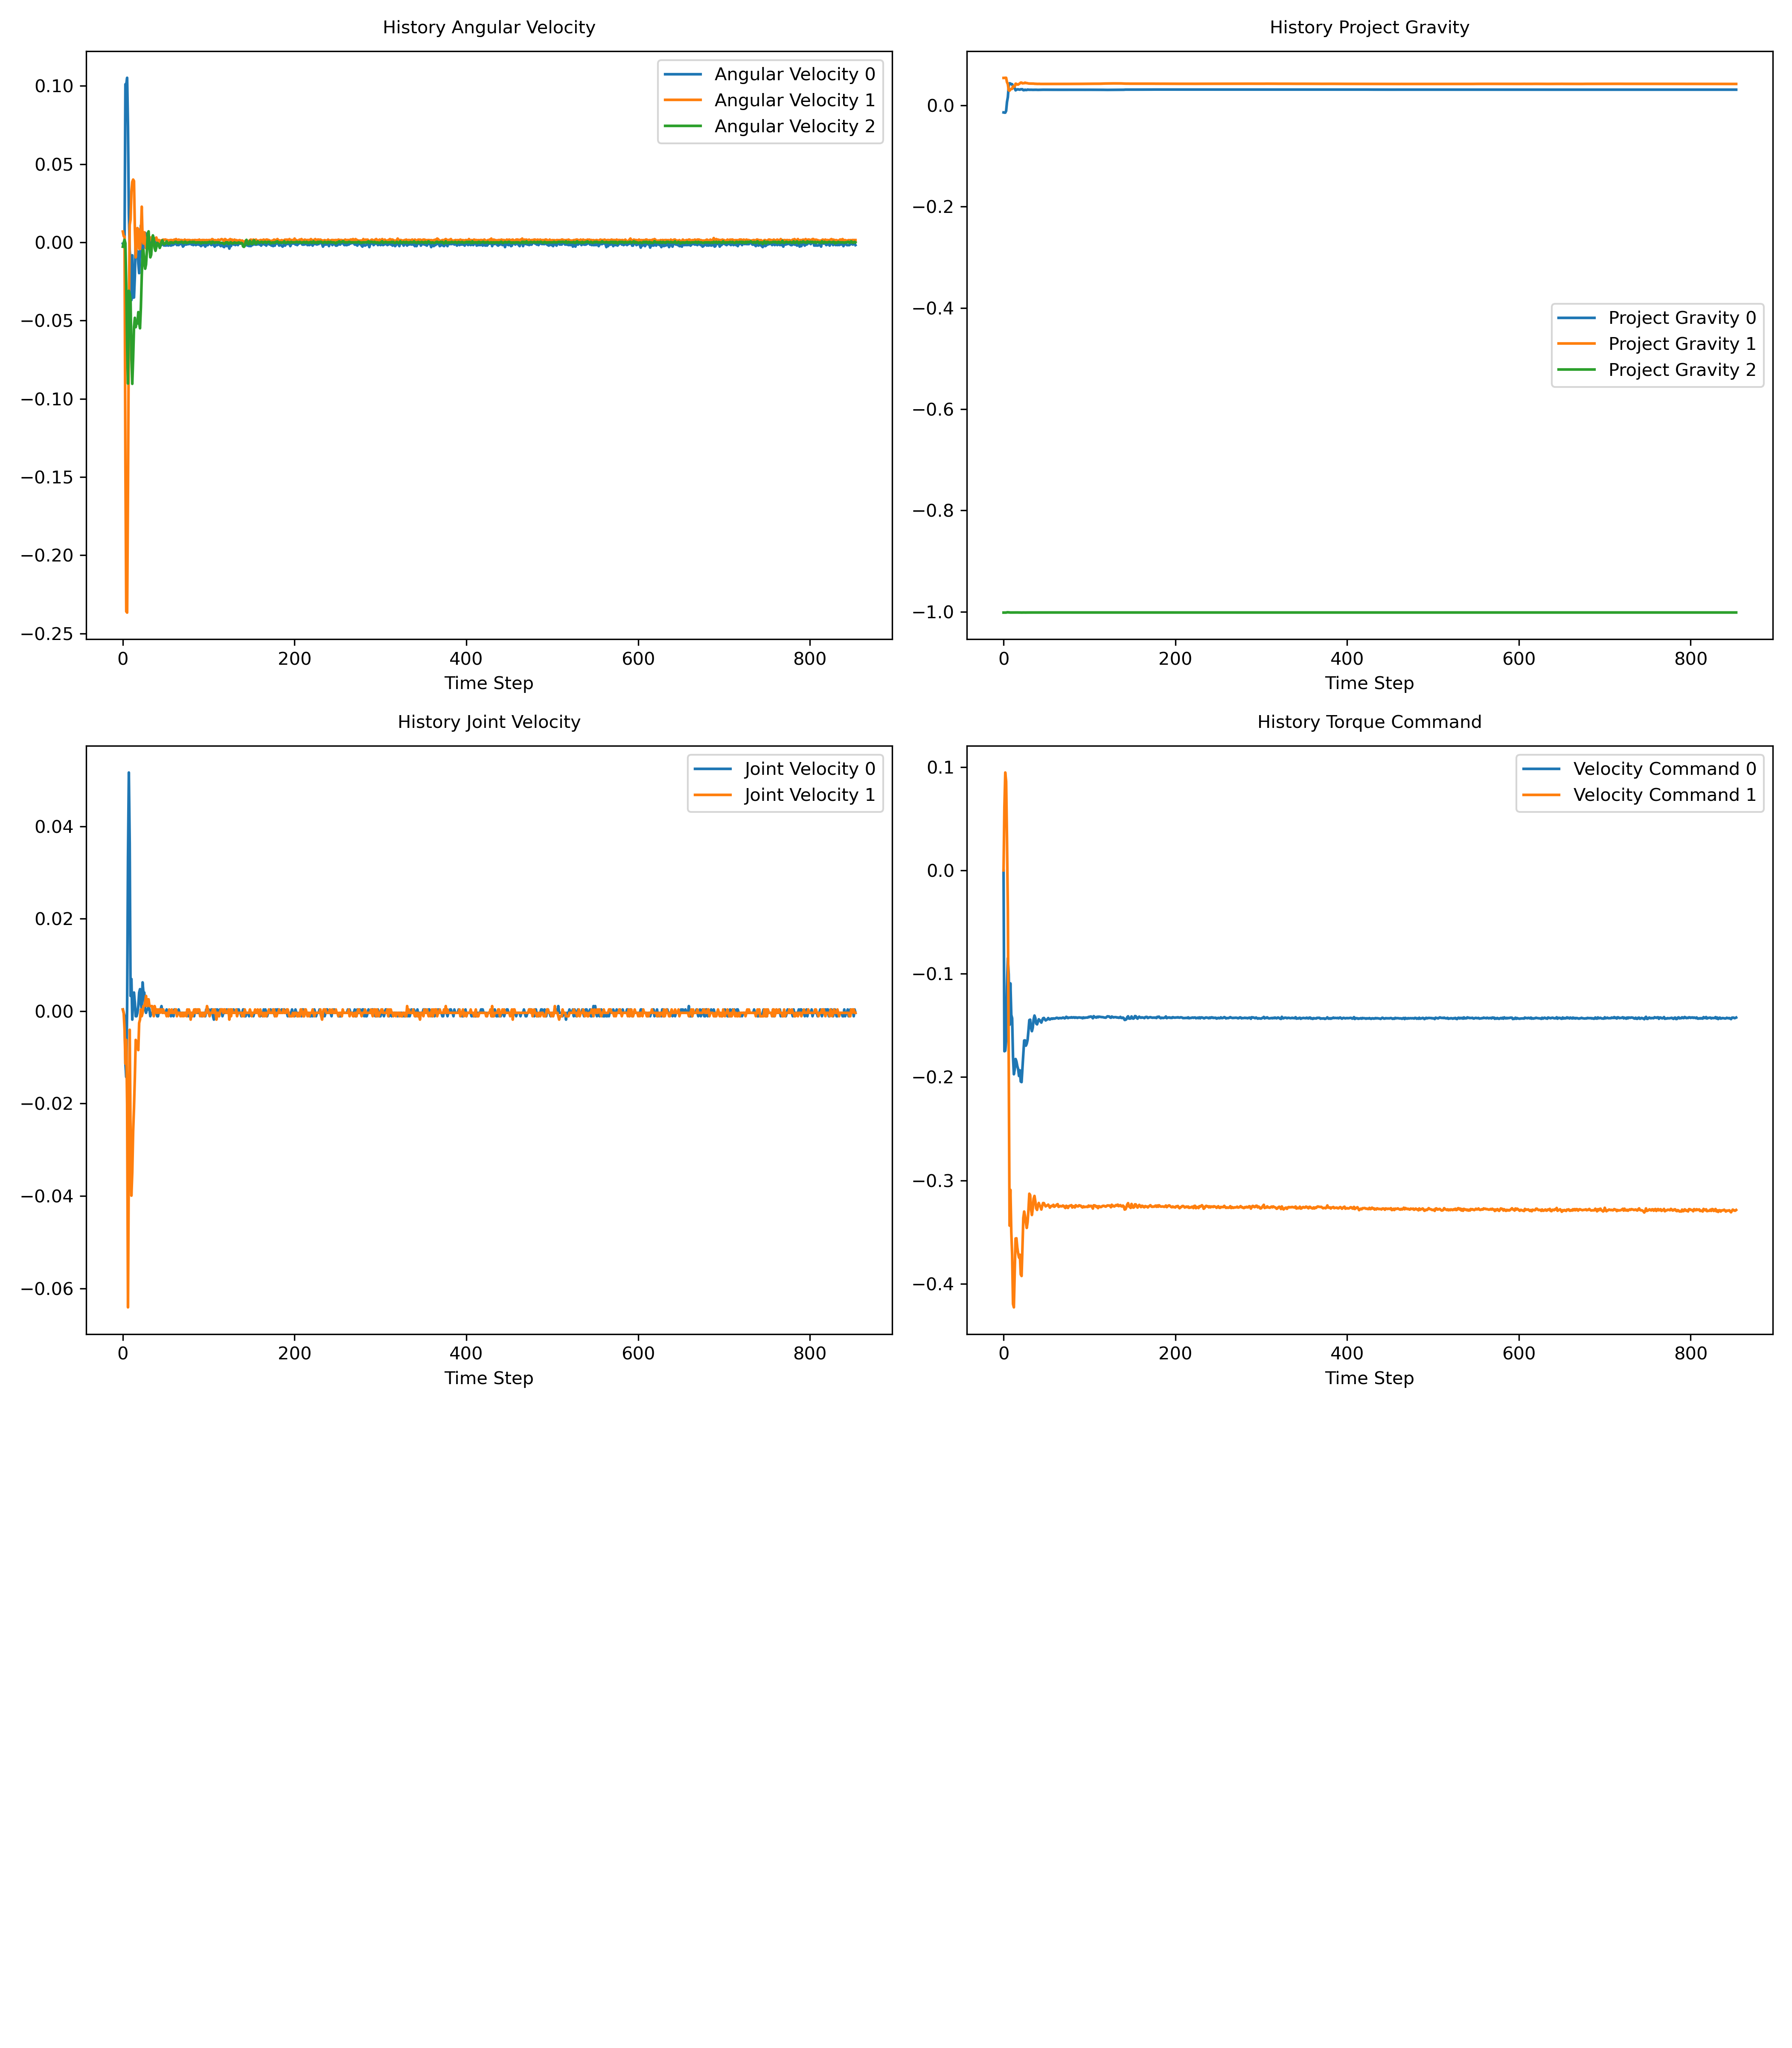 History Angular Velocity
0.10
0.05
0.00
−0.05
−0.10
−0.15
−0.20
−0.25
0 200 400 600 800
Time Step
Angular Velocity 0
Angular Velocity 1
Angular Velocity 2
History Project Gravity
0.0
−0.2
−0.4
−0.6
−0.8
−1.0
0 200 400 600 800
Time Step
Project Gravity 0
Project Gravity 1
Project Gravity 2
History Joint Velocity
0.04
0.02
0.00
−0.02
−0.04
−0.06
0 200 400 600 800
Time Step
Joint Velocity 0
Joint Velocity 1
History Torque Command
0.1
0.0
−0.1
−0.2
−0.3
−0.4
0 200 400 600 800
Time Step
Velocity Command 0
Velocity Command 1